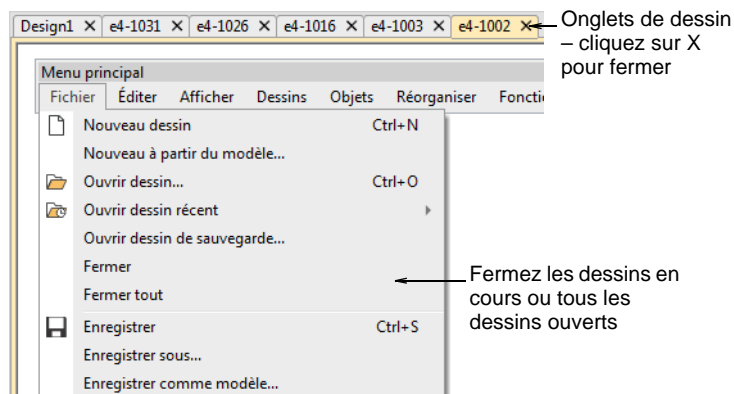 Design1 X e4-1031 X e4-1026 X e4-1016 X e4-1003 X e4-1002 X
Onglets de dessin
– cliquez sur X
pour fermer
Menu principal
Fichier Éditer Afficher Dessins Objets Réorganiser Foncti
Nouveau dessin Ctrl+N
Nouveau à partir du modèle...
Ouvrir dessin... Ctrl+O
Ouvrir dessin récent
Ouvrir dessin de sauvegarde...
Fermer
Fermer tout
Fermez les dessins en
cours ou tous les
dessins ouverts
Enregistrer Ctrl+S
Enregistrer sous...
Enregistrer comme modèle...